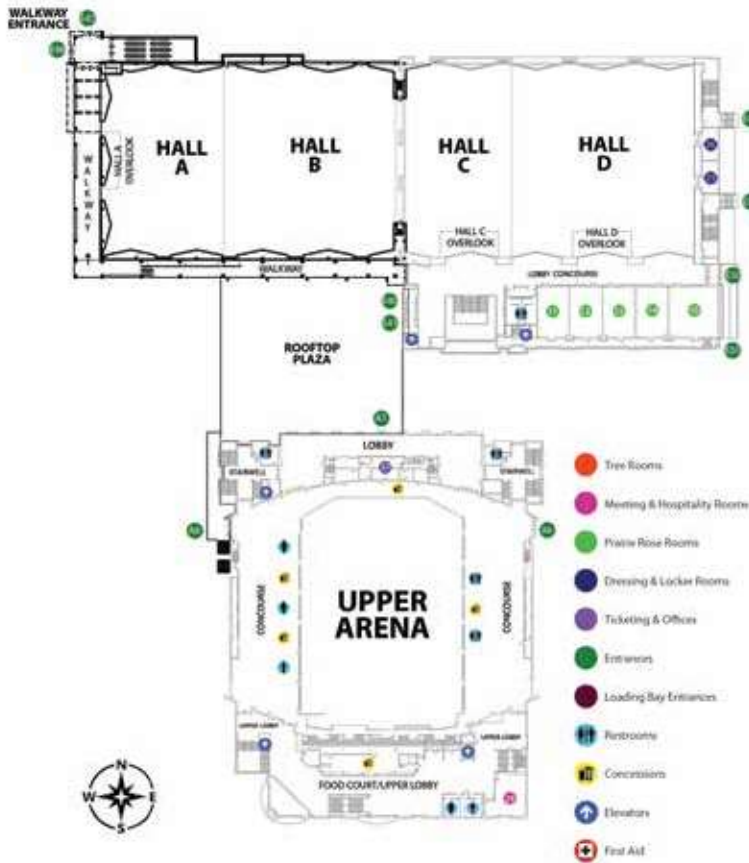 WALKWAY
ENTRANCE
HALL
A
HALL
B
HALL
C
HALL
D
HALL A
OVERLOOK
WALKWAY
HALL C
OVERLOOK
HALL D
OVERLOOK
WALKWAY
LOBBY CONCOURSE
ROOFTOP
PLAZA
LOBBY
STAIRWELL
STAIRWELL
CONCOURSE
UPPER
ARENA
CONCOURSE
UPPER LOBBY
UPPER LOBBY
FOOD COURT/UPPER LOBBY
N
W
E
S
Tree Rooms
Meeting & Hospitality Rooms
Prairie Rose Rooms
Dressing & Locker Rooms
Ticketing & Offices
Entrances
Loading Bay Entrances
Restrooms
Concessions
Elevators
First Aid